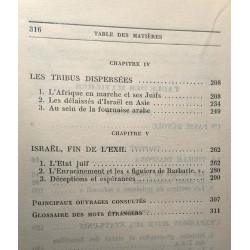 316
TABLE DES MATIÈRES
CHAPITRE IV
LES TRIBUS DISPERSÉES 208
1. L'Afrique en marche et ses Juifs 208
2. Les délaissés d'Israël en Asie 234
3. Au sein de la fournaise arabe 249
CHAPITRE V
ISRAËL, FIN DE L'EXIL 262
1. L'Etat juif 262
2. L'Enracinement et les « figuiers de Barbarie. » 280
3. Déceptions et espérances 290
PRINCIPAUX OUVRAGES CONSULTÉS 307
GLOSSAIRE DES MOTS ÉTRANGERS 311